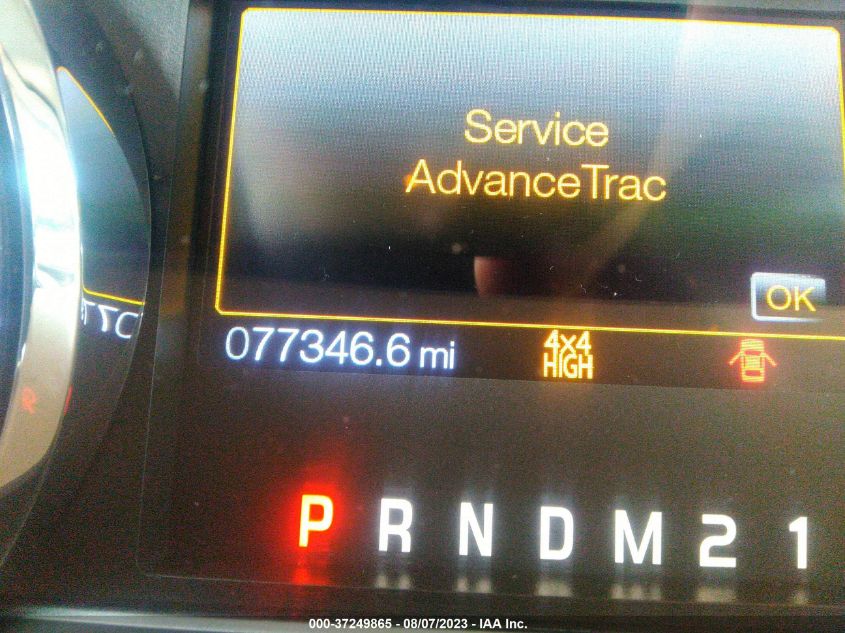 Service
AdvanceTrac
OK
077346.6 mi
4x4
HIGH
P R N D M 2 1
000-37249865 - 08/07/2023 - IAA Inc.